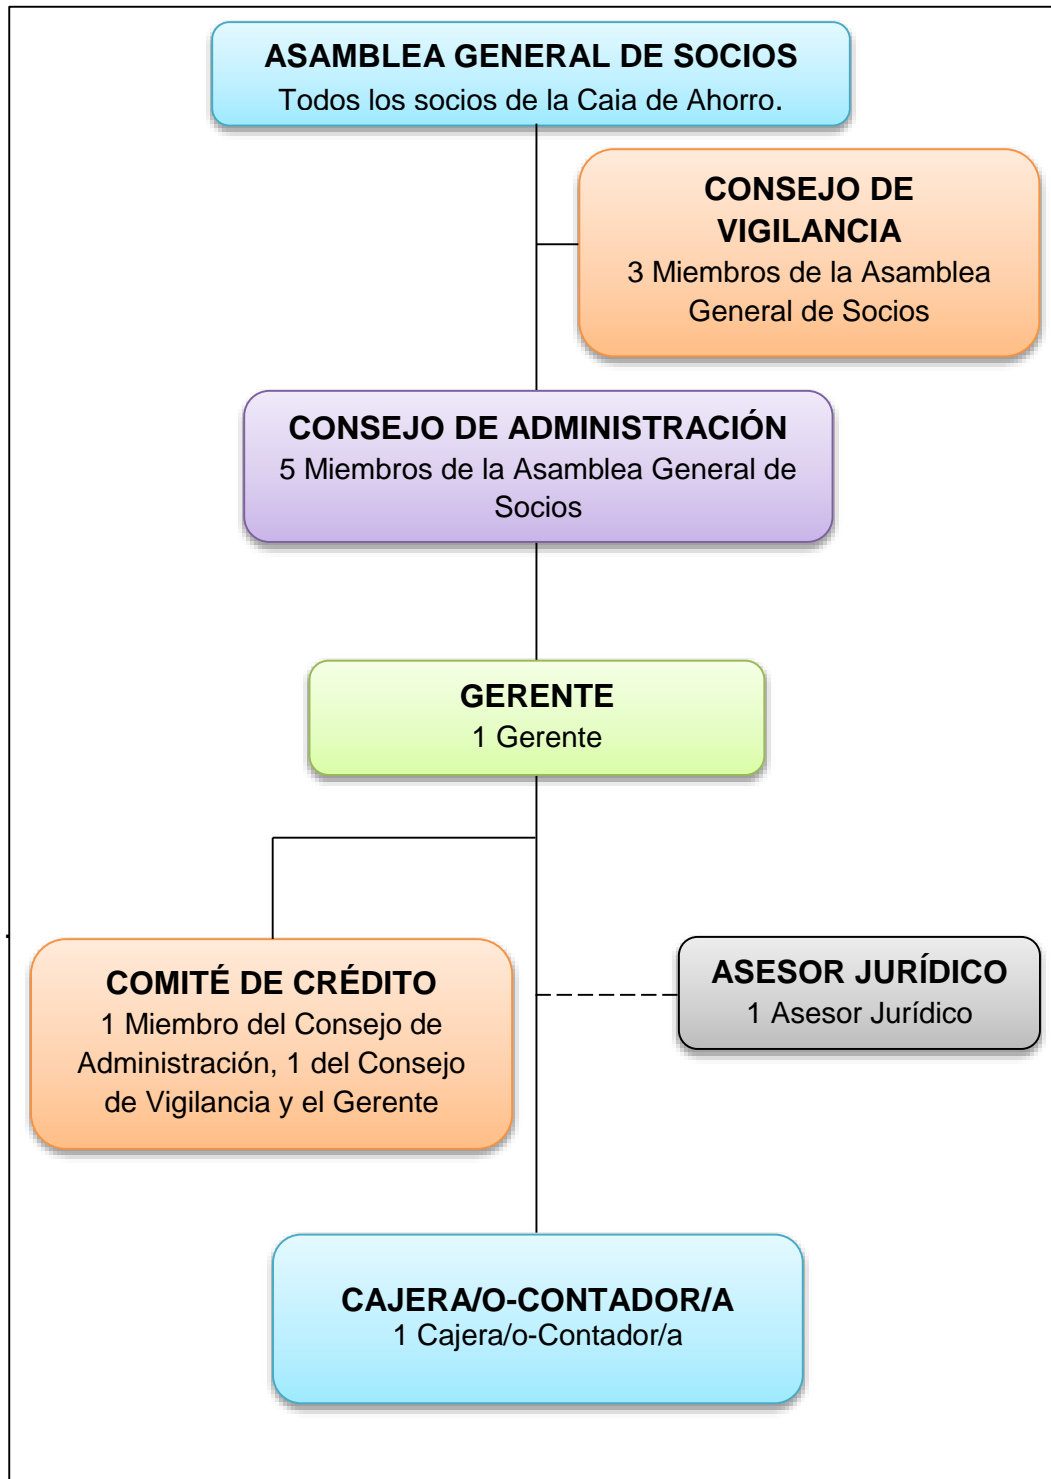 ASAMBLEA GENERAL DE SOCIOS
Todos los socios de la Caia de Ahorro.
CONSEJO DE
VIGILANCIA
3 Miembros de la Asamblea
General de Socios
CONSEJO DE ADMINISTRACIÓN
5 Miembros de la Asamblea General de
Socios
GERENTE
1 Gerente
COMITÉ DE CRÉDITO
1 Miembro del Consejo de
Administración, 1 del Consejo
de Vigilancia y el Gerente
ASESOR JURÍDICO
1 Asesor Jurídico
CAJERA/O-CONTADOR/A
1 Cajera/o-Contador/a